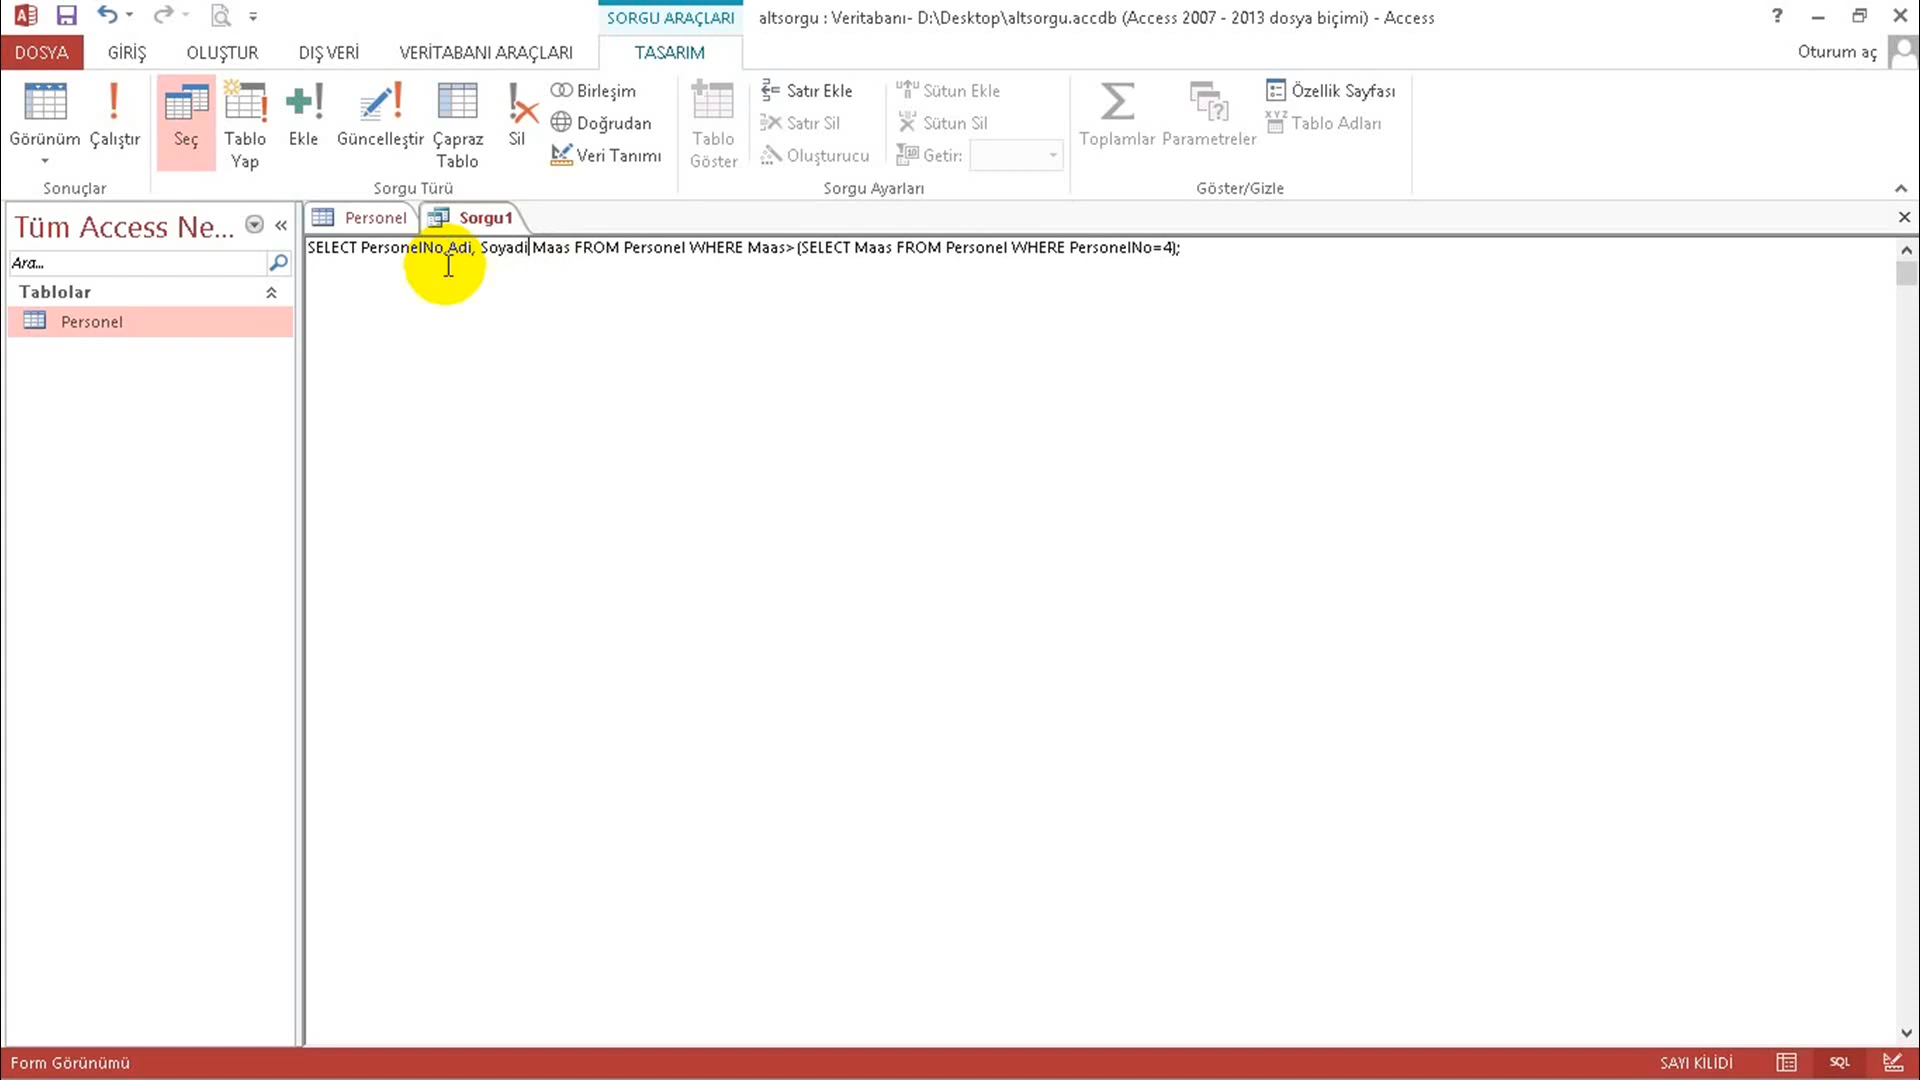 SORGU ARAÇLARI
altsorgu : Veritabanı- D:\Desktop\altsorgu.accdb (Access 2007 - 2013 dosya biçimi) - Access
?
DOSYA GİRİŞ OLUŞTUR DIŞ VERİ VERİTABANI ARAÇLARI TASARIM Oturum aç
Görünüm Çalıştır
Seç
Tablo Yap
Ekle
Güncelleştir
Çapraz Tablo
Sil
Birleşim
Doğrudan
Veri Tanımı
Tablo Göster
Satır Ekle
Satır Sil
Oluşturucu
Sütun Ekle
Sütun Sil
Getir:
Toplamlar
Parametreler
Özellik Sayfası
XYZ Tablo Adları
Sonuçlar Sorgu Türü Sorgu Ayarları Göster/Gizle
Tüm Access Ne... «
Ara...
Tablolar
Personel
Personel Sorgu1
SELECT PersonelNo,Adi, Soyadi Maas FROM Personel WHERE Maas>(SELECT Maas FROM Personel WHERE PersonelNo=4);
Form Görünümü SAYI KİLİDİ SQL